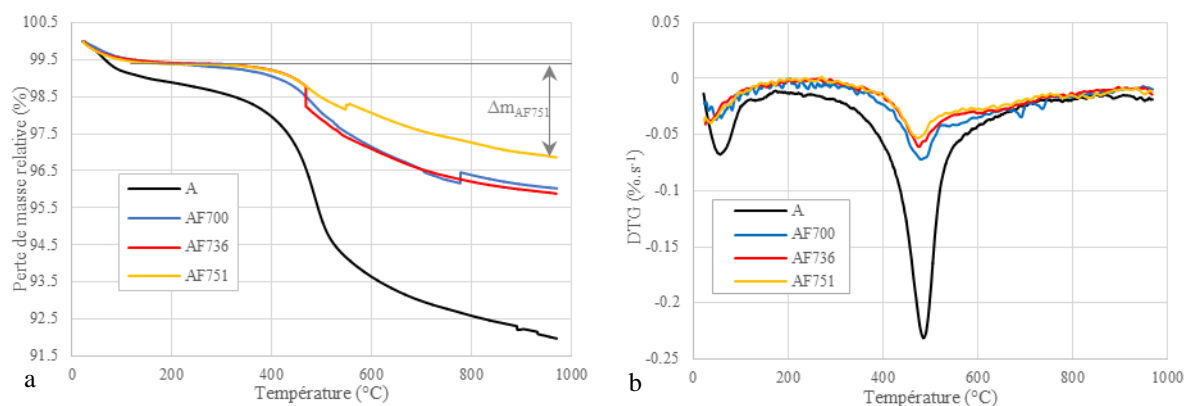 100.5
99.5
98.5
97.5
96.5
95.5
94.5
93.5
92.5
91.5
Perte de masse relative (%)
ΔmAF751
A
AF700
AF736
AF751
0 200 400 600 800 1000
Température (°C)
a
0.05
0
-0.05
-0.1
-0.15
-0.2
-0.25
DTG (%.s-1)
A
AF700
AF736
AF751
0 200 400 600 800 1000
Température (°C)
b